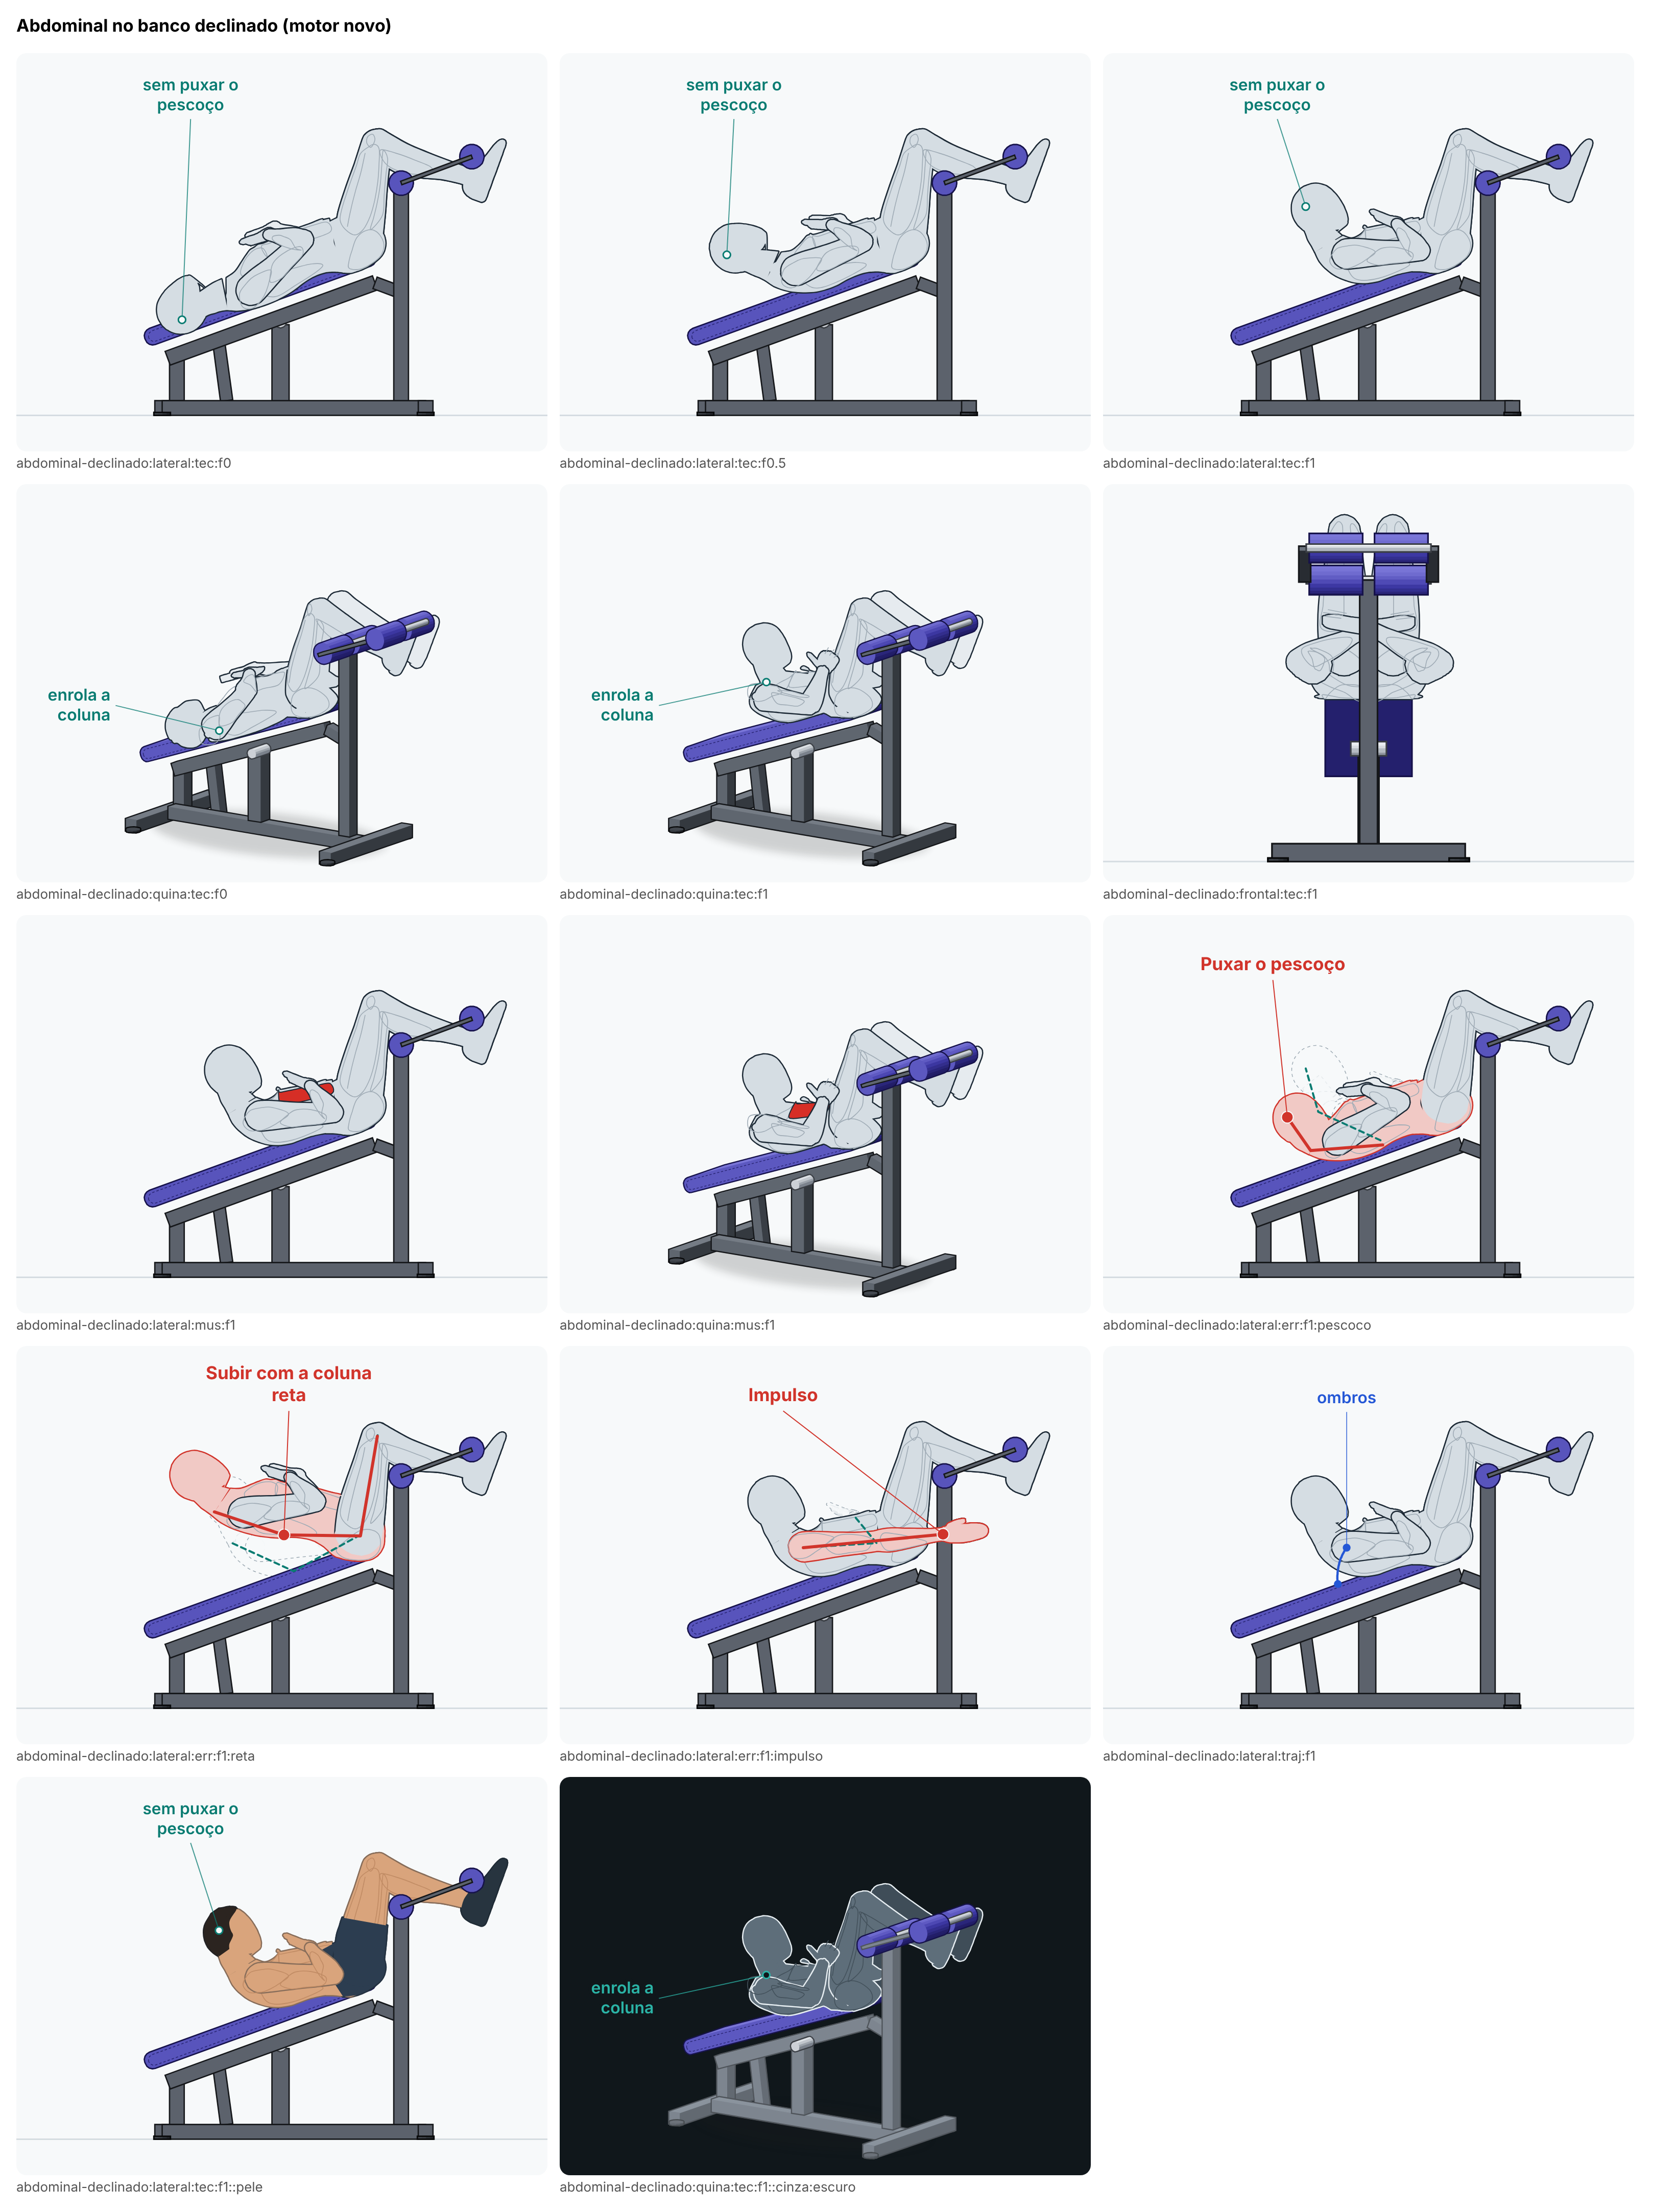 Abdominal no banco declinado (motor novo)
sem puxar o
pescoço
sem puxar o
pescoço
sem puxar o
pescoço
abdominal-declinado:lateral:tec:f0
abdominal-declinado:lateral:tec:f0.5
abdominal-declinado:lateral:tec:f1
enrola a
coluna
enrola a
coluna
abdominal-declinado:quina:tec:f0
abdominal-declinado:quina:tec:f1
abdominal-declinado:frontal:tec:f1
Puxar o pescoço
abdominal-declinado:lateral:mus:f1
abdominal-declinado:quina:mus:f1
abdominal-declinado:lateral:err:f1:pescoco
Subir com a coluna
reta
Impulso
ombros
abdominal-declinado:lateral:err:f1:reta
abdominal-declinado:lateral:err:f1:impulso
abdominal-declinado:lateral:traj:f1
sem puxar o
pescoço
enrola a
coluna
abdominal-declinado:lateral:tec:f1::pele
abdominal-declinado:quina:tec:f1::cinza:escuro